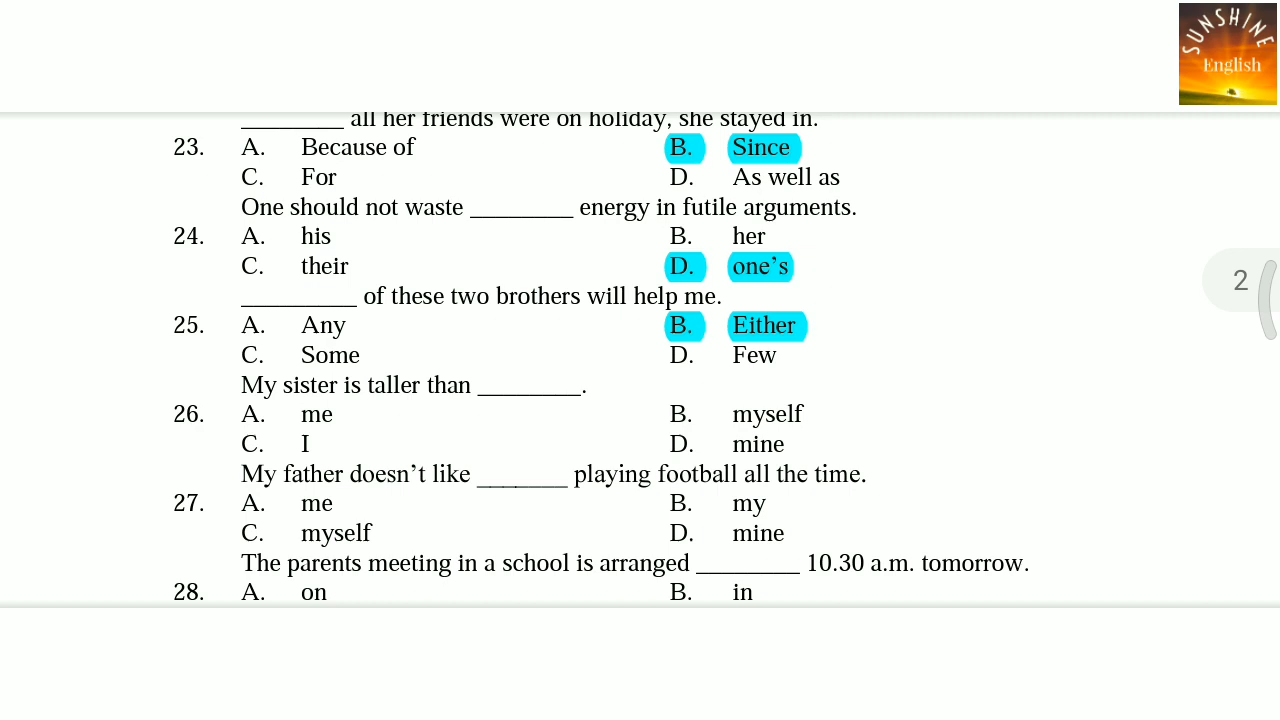 SUNSHINE
English
_________ all her friends were on holiday, she stayed in.
23. A. Because of B. Since
C. For D. As well as
One should not waste _________ energy in futile arguments.
24. A. his B. her
C. their D. one’s
__________ of these two brothers will help me.
25. A. Any B. Either
C. Some D. Few
My sister is taller than _________.
26. A. me B. myself
C. I D. mine
My father doesn’t like _______ playing football all the time.
27. A. me B. my
C. myself D. mine
The parents meeting in a school is arranged _________ 10.30 a.m. tomorrow.
28. A. on B. in
2